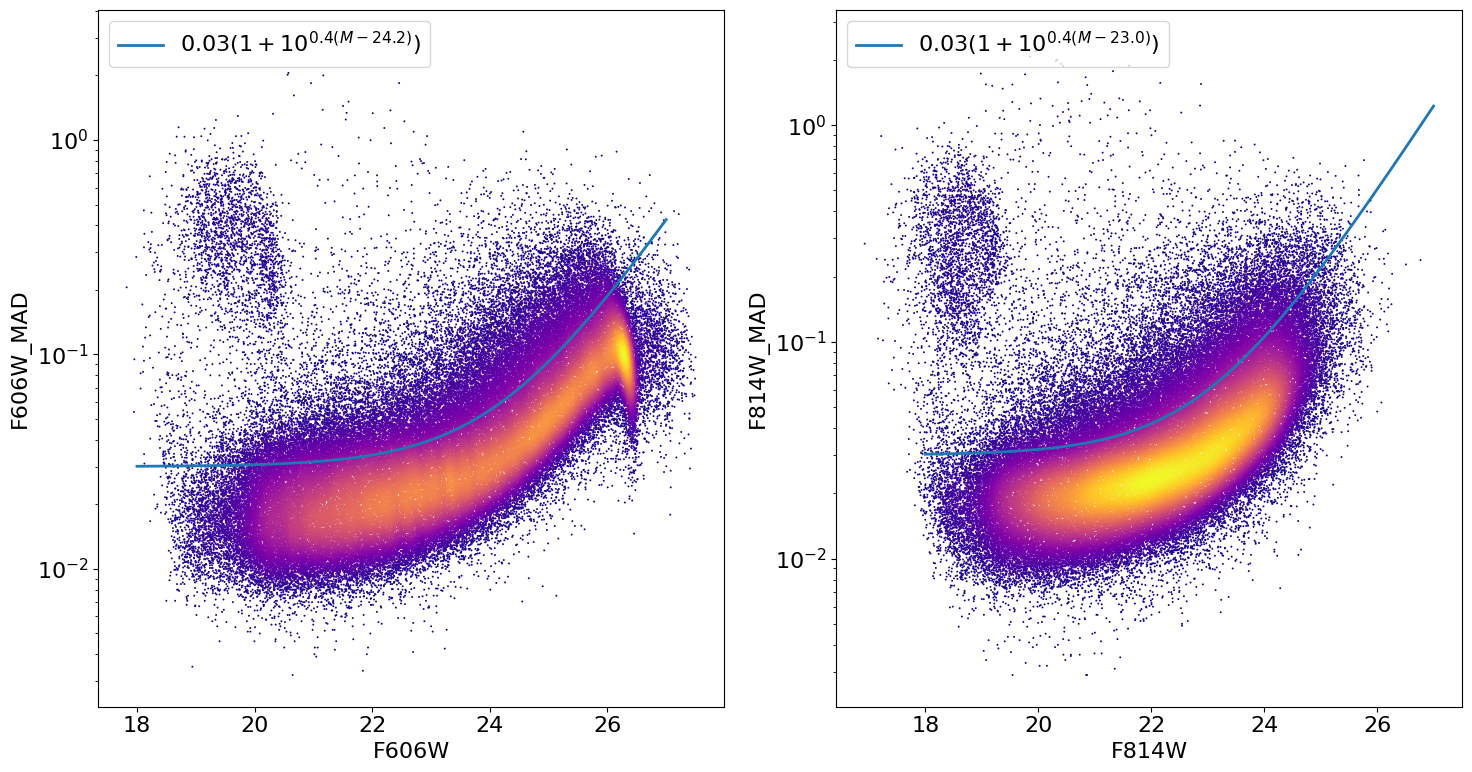 0.03(1 + 10^{0.4(M−24.2)})
10^0
10^{−1}
10^{−2}
F606W_MAD
18 20 22 24 26
F606W
0.03(1 + 10^{0.4(M−23.0)})
10^0
10^{−1}
10^{−2}
F814W_MAD
18 20 22 24 26
F814W